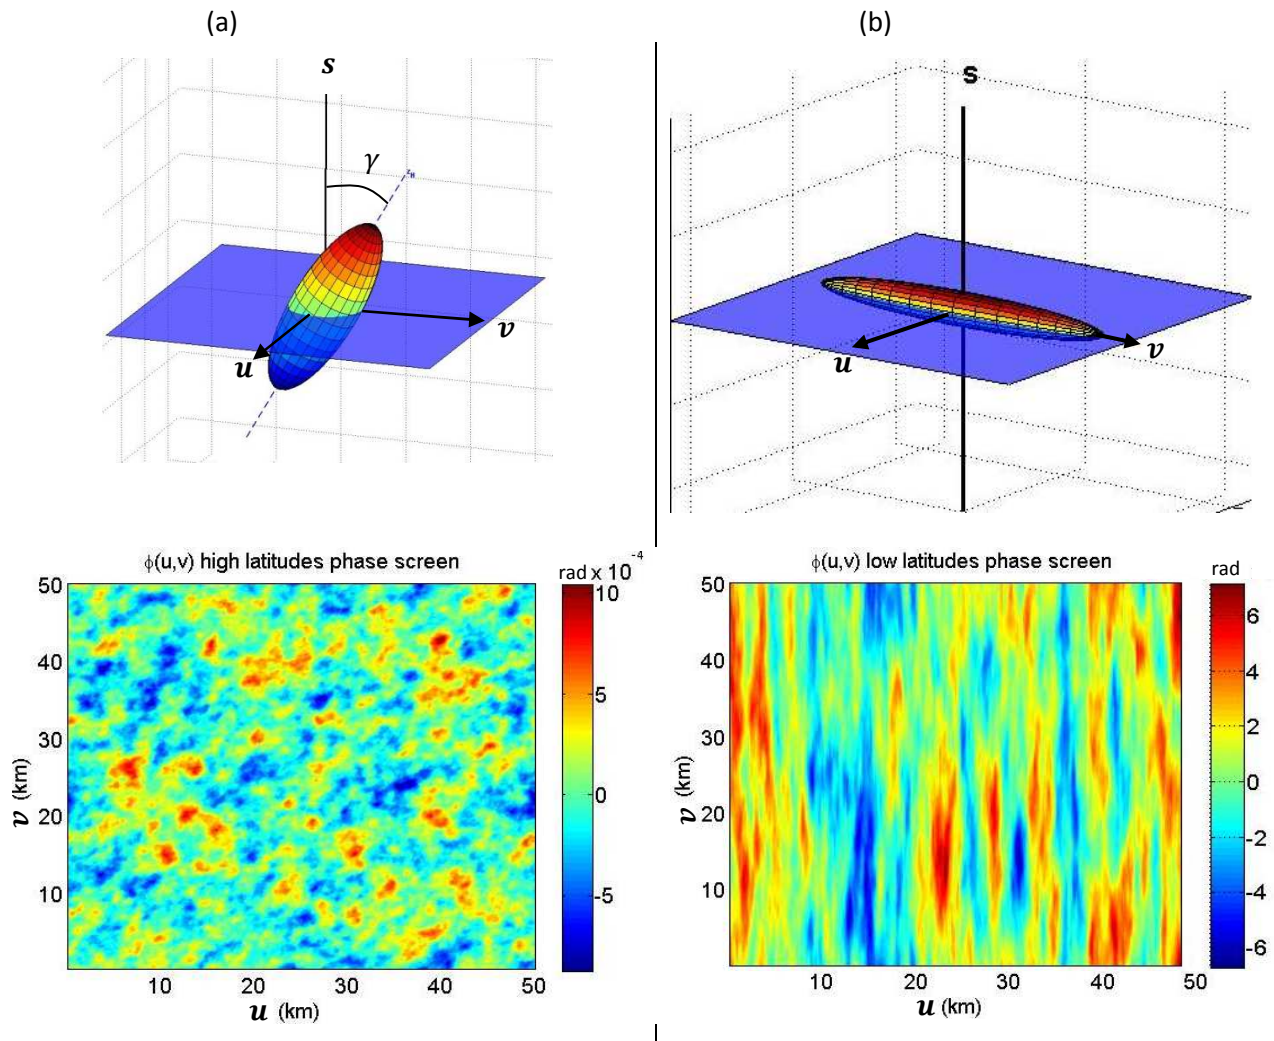 (a)
s
γ
z_H
v
u
ϕ(u,v) high latitudes phase screen
rad x 10
-4
50
40
30
20
10
v (km)
10
20
30
40
50
u (km)
10
5
0
-5
(b)
S
u
v
ϕ(u,v) low latitudes phase screen
rad
50
40
30
20
10
v (km)
10
20
30
40
50
u (km)
6
4
2
0
-2
-4
-6